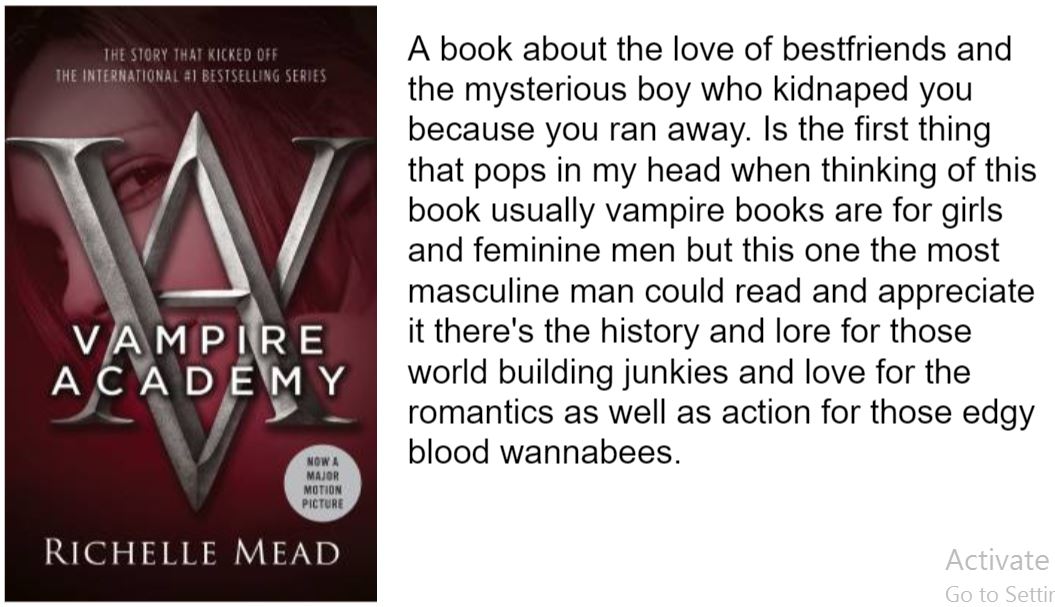 THE STORY THAT KICKED OFF
THE INTERNATIONAL #1 BESTSELLING SERIES
VA
VAMPIRE
ACADEMY
NOW A
MAJOR
MOTION
PICTURE
RICHELLE MEAD
A book about the love of bestfriends and
the mysterious boy who kidnaped you
because you ran away. Is the first thing
that pops in my head when thinking of this
book usually vampire books are for girls
and feminine men but this one the most
masculine man could read and appreciate
it there's the history and lore for those
world building junkies and love for the
romantics as well as action for those edgy
blood wannabees.
Activate
Go to Settin